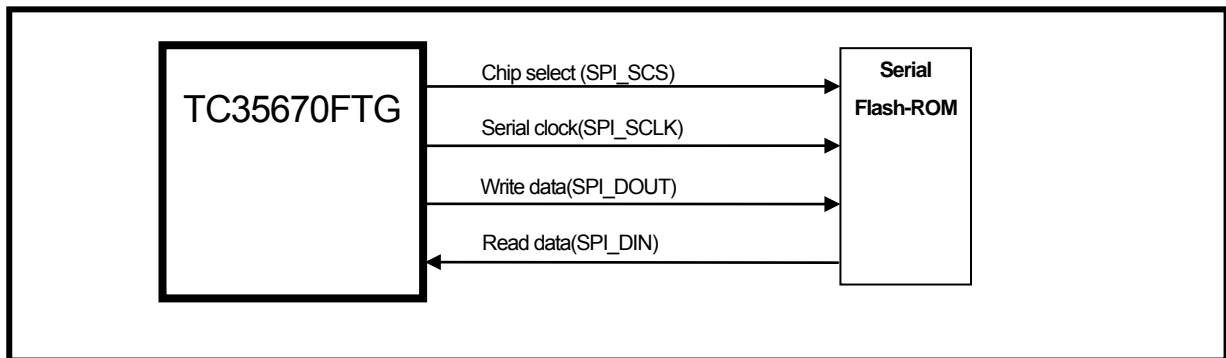 TC35670FTG
Chip select (SPI_SCS)
Serial clock(SPI_SCLK)
Write data(SPI_DOUT)
Read data(SPI_DIN)
Serial
Flash-ROM